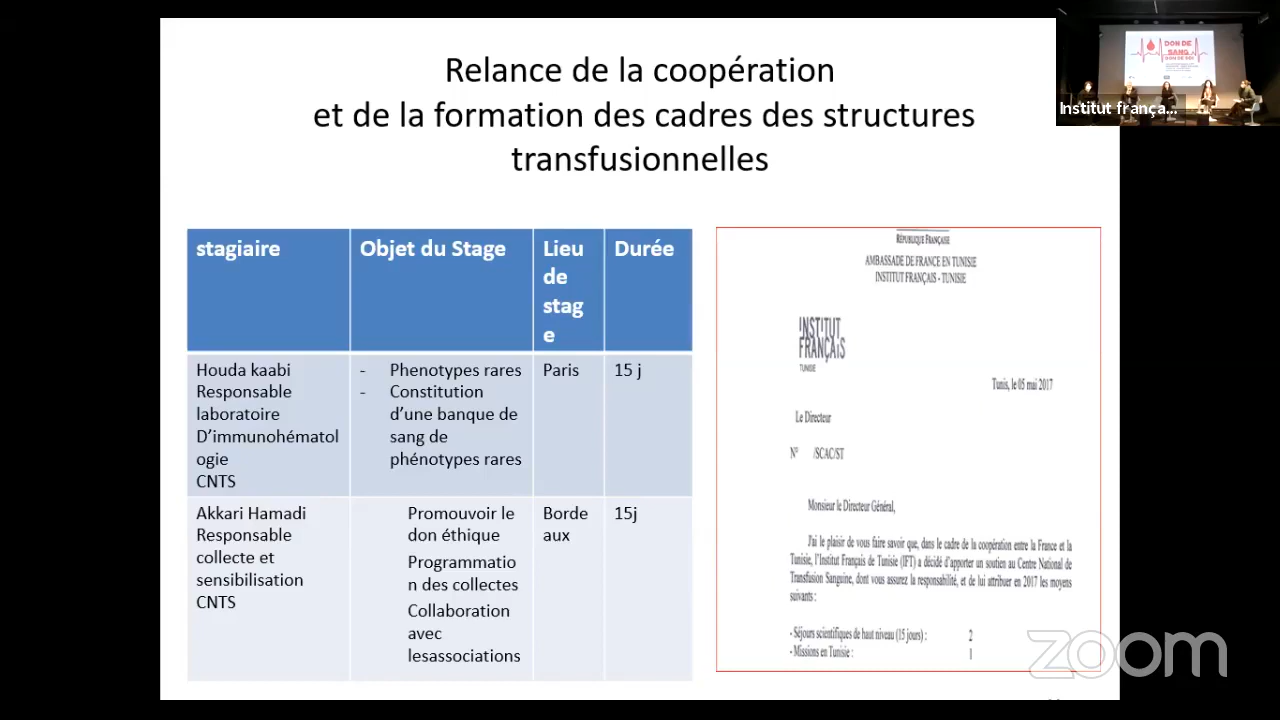 Relance de la coopération
et de la formation des cadres des structures
transfusionnelles
stagiaire
Objet du Stage
Lieu
de
stag
e
Durée
Houda kaabi
Responsable
laboratoire
D’immunohématol
ogie
CNTS
- Phenotypes rares
- Constitution
d’une banque de
sang de
phénotypes rares
Paris
15 j
Akkari Hamadi
Responsable
collecte et
sensibilisation
CNTS
Promouvoir le
don éthique
Programmatio
n des collectes
Collaboration
avec
lesassociations
Borde
aux
15j
RÉPUBLIQUE FRANÇAISE
AMBASSADE DE FRANCE EN TUNISIE
INSTITUT FRANÇAIS - TUNISIE
INSTITUT
FRANÇAIS
TUNISIE
Tunis, le 05 mai 2017
Le Directeur
N° /SCAC/ST
Monsieur le Directeur Général,
J'ai le plaisir de vous faire savoir que, dans le cadre de la coopération entre la France et la
Tunisie, l'Institut Français de Tunisie (IFT) a décidé d'apporter un soutien au Centre National de
Transfusion Sanguine, dont vous assurez la responsabilité, et de lui attribuer en 2017 les moyens
suivants :
- Séjours scientifiques de haut niveau (15 jours) : 2
- Missions en Tunisie : 1
DON DE
SANG
Institut frança...
zoom